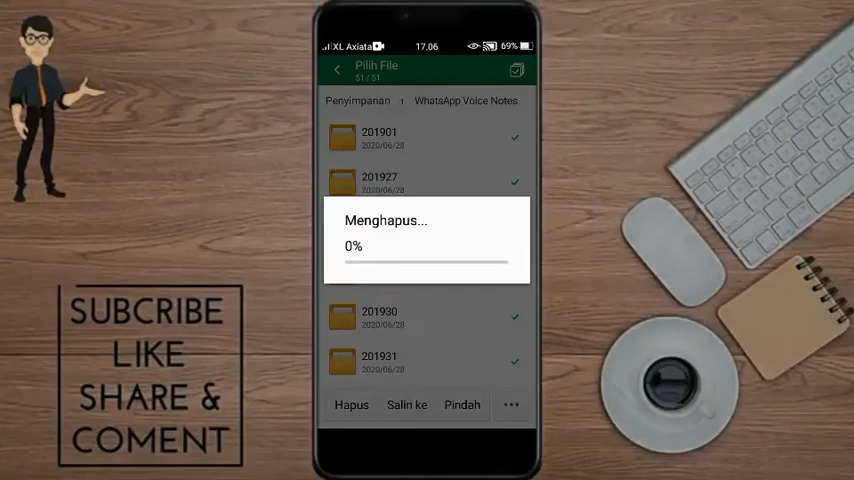 XL Axiata
17.06
69%
Pilih File
51 / 51
Penyimpanan
WhatsApp Voice Notes
201901
2020/06/28
201927
2020/06/28
Menghapus...
0%
201930
2020/06/28
201931
2020/06/28
Hapus
Salin ke
Pindah
SUBCRIBE
LIKE
SHARE &
COMENT